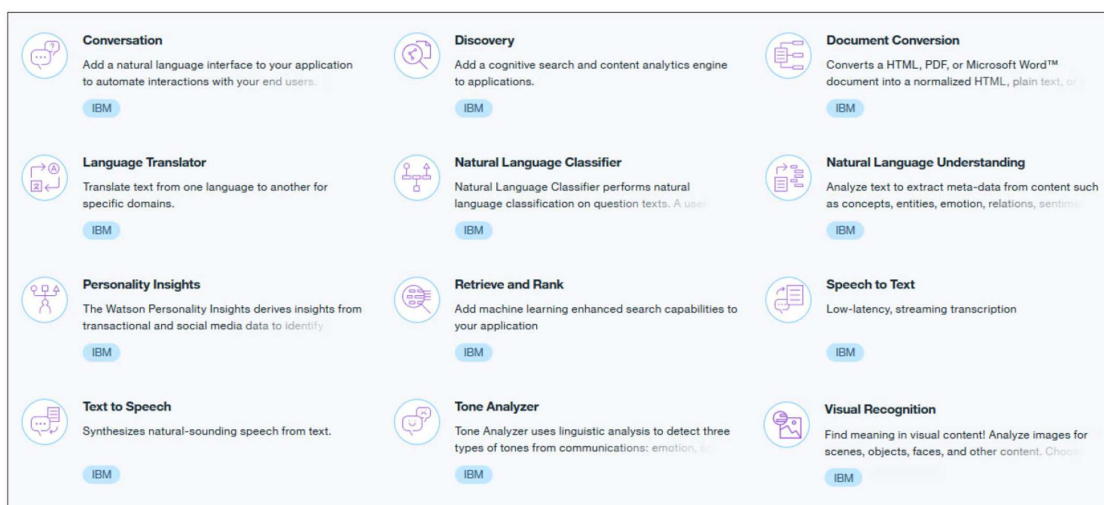 Conversation
Add a natural language interface to your application
to automate interactions with your end users.
IBM
Discovery
Add a cognitive search and content analytics engine
to applications.
IBM
Document Conversion
Converts a HTML, PDF, or Microsoft Word™
document into a normalized HTML, plain text, or
IBM
Language Translator
Translate text from one language to another for
specific domains.
IBM
Natural Language Classifier
Natural Language Classifier performs natural
language classification on question texts. A user
IBM
Natural Language Understanding
Analyze text to extract meta-data from content such
as concepts, entities, emotion, relations,
IBM
Personality Insights
The Watson Personality Insights derives insights from
transactional and social media data to identify
IBM
Retrieve and Rank
Add machine learning enhanced search capabilities to
your application
IBM
Speech to Text
Low-latency, streaming transcription
IBM
Text to Speech
Synthesizes natural-sounding speech from text.
IBM
Tone Analyzer
Tone Analyzer uses linguistic analysis to detect three
types of tones from communications: emotion,
IBM
Visual Recognition
Find meaning in visual content! Analyze images for
scenes, objects, faces, and other content.
IBM